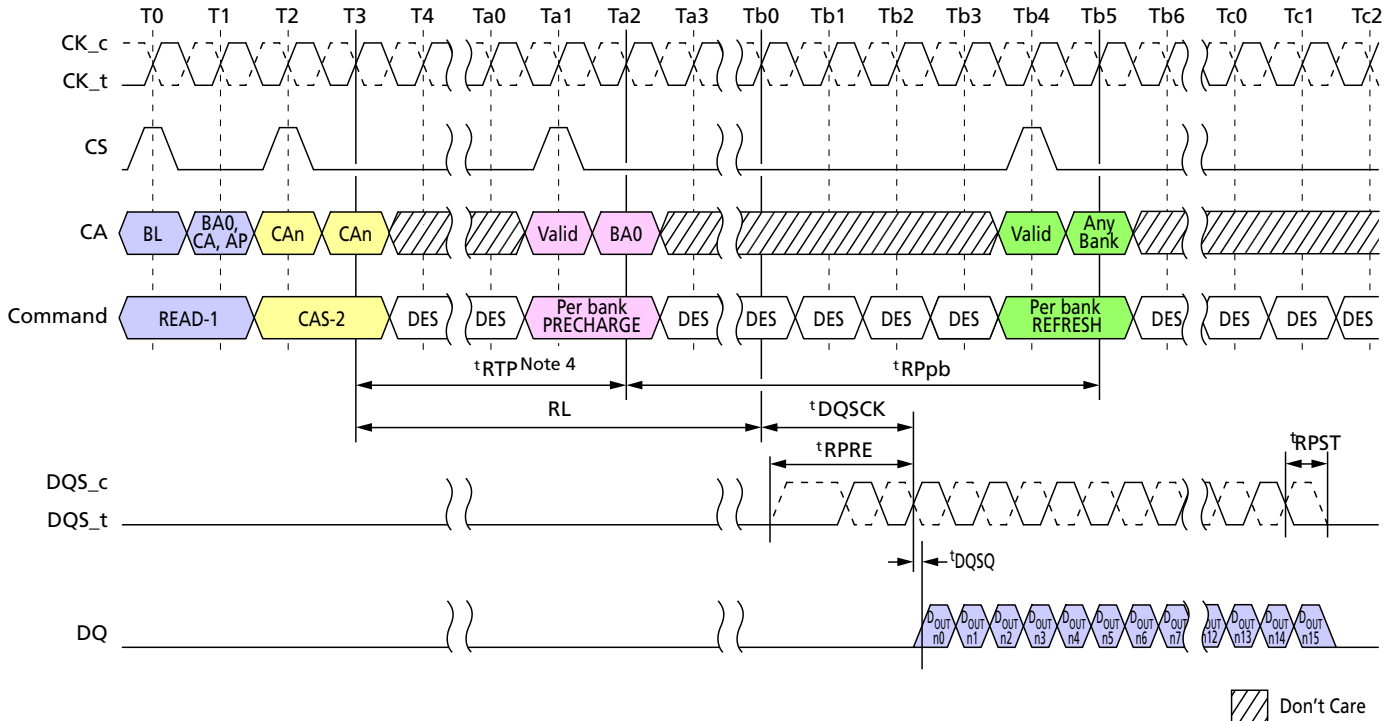 T0 T1 T2 T3 T4 Ta0 Ta1 Ta2 Ta3 Tb0 Tb1 Tb2 Tb3 Tb4 Tb5 Tb6 Tc0 Tc1 Tc2
CK_c
CK_t
CS
CA BL BA0, CA, AP CAn CAn Valid BA0 Valid Any Bank
Command READ-1 CAS-2 DES DES Per bank PRECHARGE DES DES DES DES DES Per bank REFRESH DES DES DES DES
tRTP Note 4 tRPpb
RL tDQSCK
tRPRE tRPST
DQS_c
DQS_t
tDQSQ
DQ DOUT n0 DOUT n1 DOUT n2 DOUT n3 DOUT n4 DOUT n5 DOUT n6 DOUT n7 DOUT n12 DOUT n13 DOUT n14 DOUT n15
Don't Care